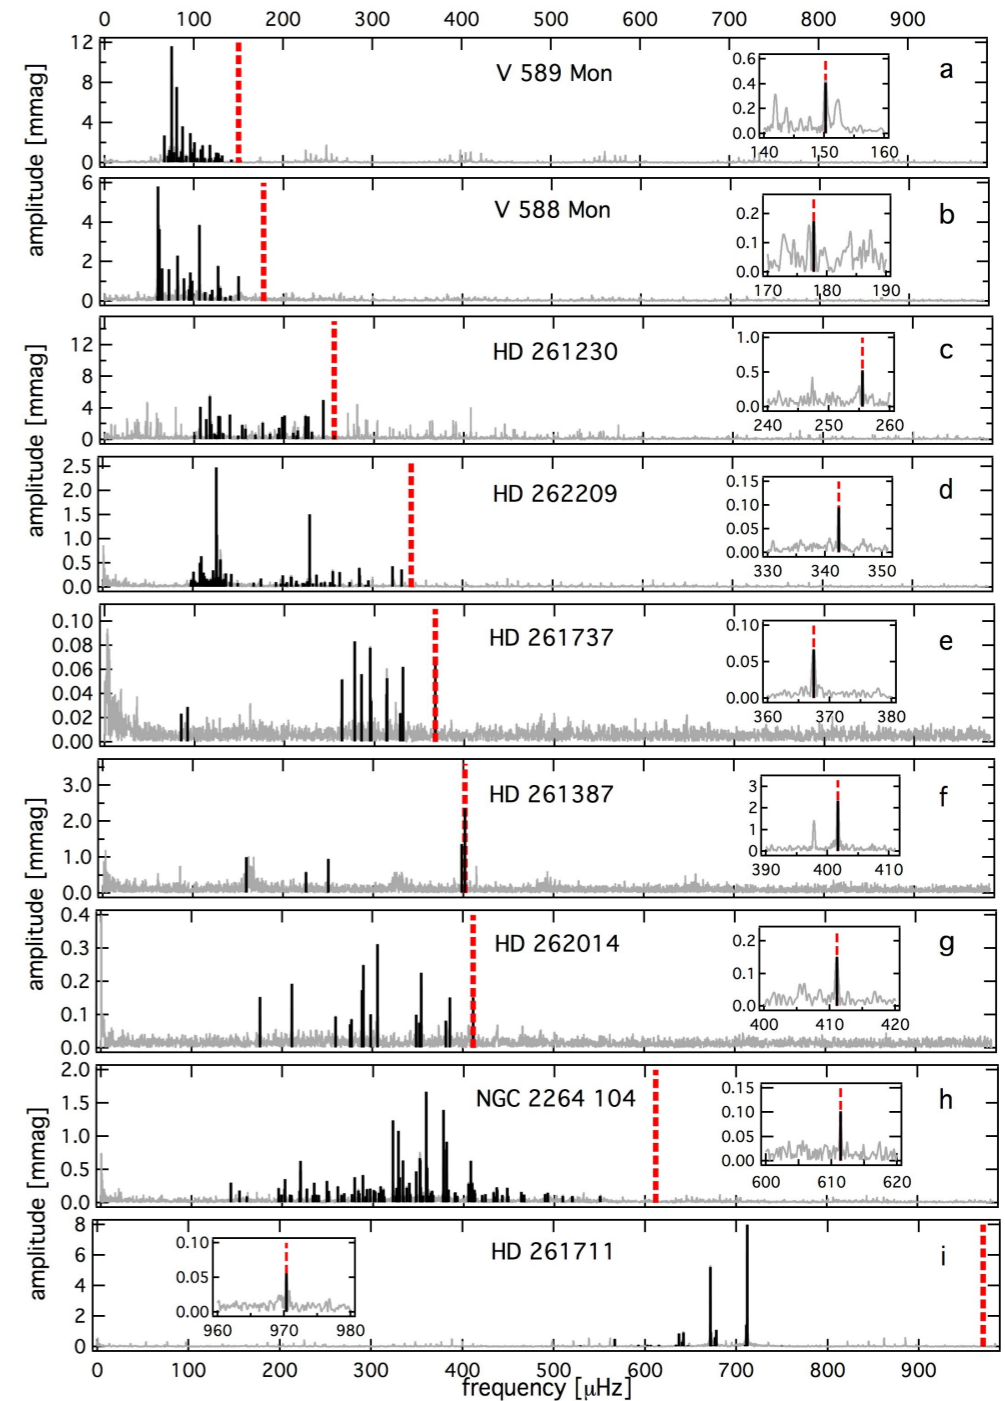 0 100 200 300 400 500 600 700 800 900
12
8
4
0
amplitude [mmag]
V 589 Mon
a
0.6
0.4
0.2
0.0
140 150 160
6
4
2
0
V 588 Mon
b
0.2
0.1
0.0
170 180 190
12
8
4
0
amplitude [mmag]
HD 261230
c
1.0
0.5
0.0
240 250 260
2.5
2.0
1.5
1.0
0.5
0.0
HD 262209
d
0.15
0.10
0.05
0.00
330 340 350
0.10
0.08
0.06
0.04
0.02
0.00
HD 261737
e
0.10
0.05
0.00
360 370 380
3.0
2.0
1.0
0.0
amplitude [mmag]
HD 261387
f
3
2
1
0
390 400 410
0.4
0.3
0.2
0.1
0.0
HD 262014
g
0.2
0.1
0.0
400 410 420
2.0
1.5
1.0
0.5
0.0
amplitude [mmag]
NGC 2264 104
h
0.15
0.10
0.05
0.00
600 610 620
8
6
4
2
0
HD 261711
i
0.10
0.05
0.00
960 970 980
0 100 200 300 400 500 600 700 800 900
frequency [μHz]